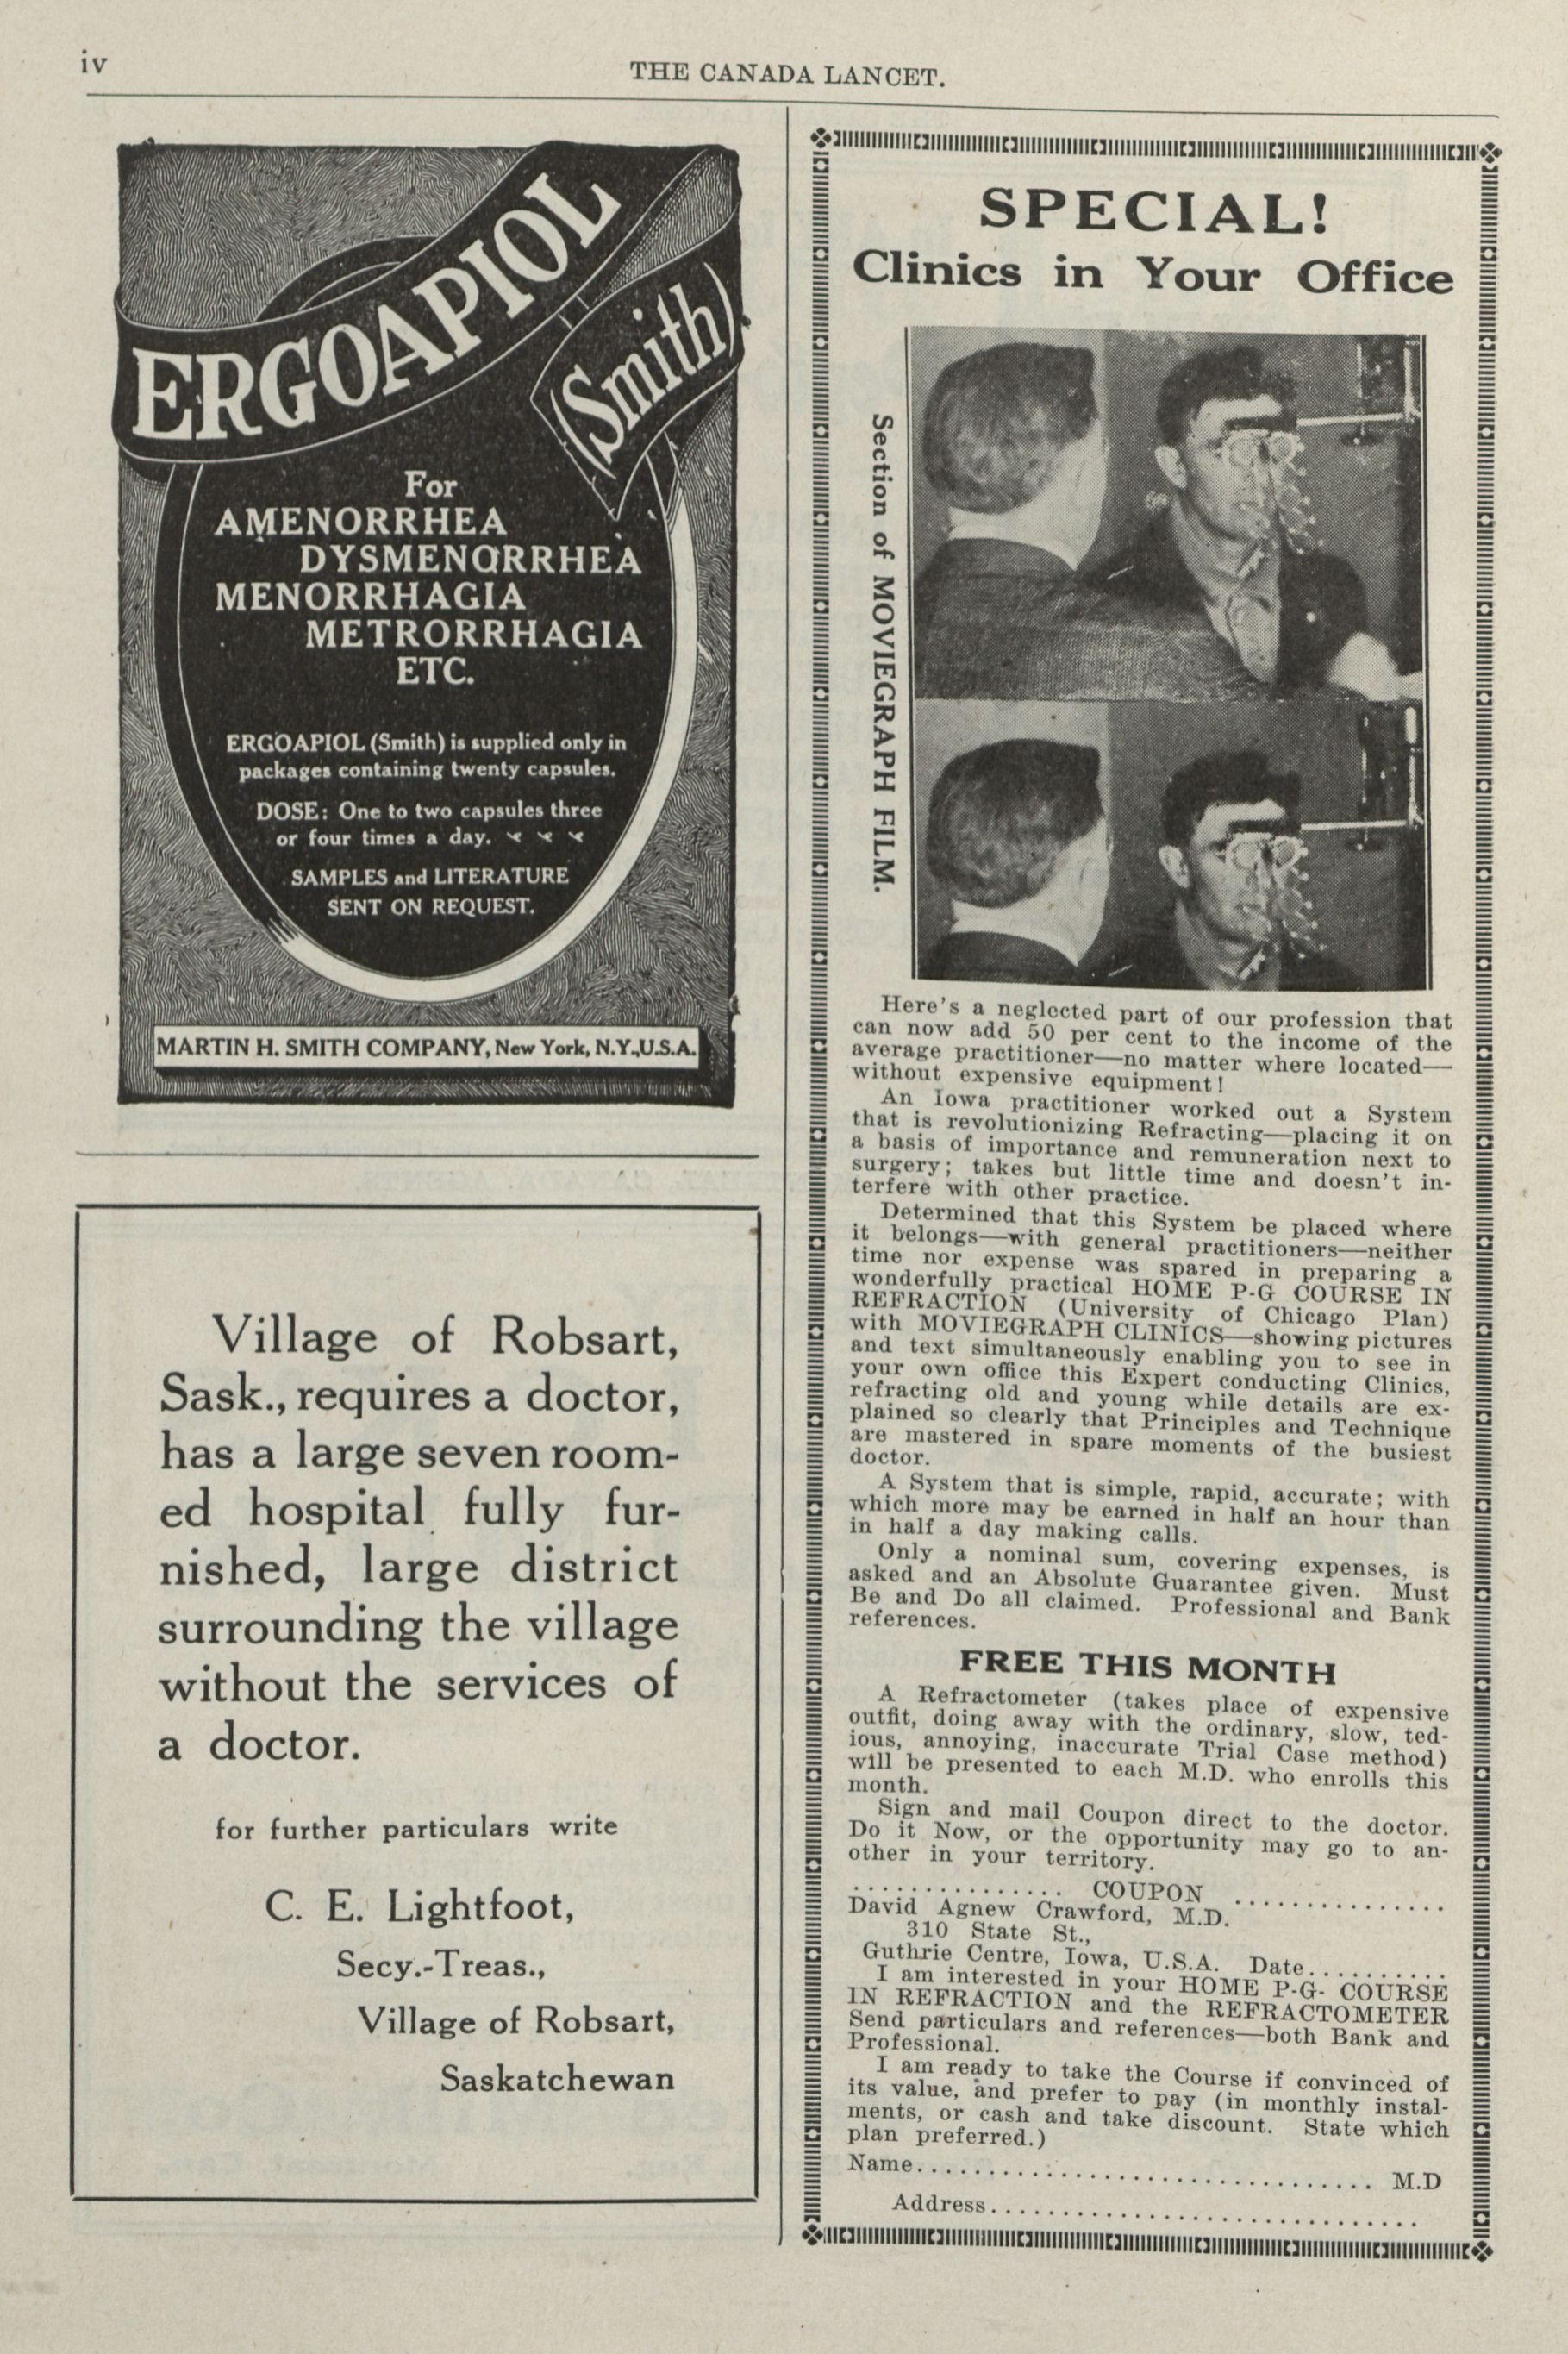 iv
THE CANADA LANCET.
ERGOAPIOL
(Smith)
For
AMENORRHEA
DYSMENORRHEA
MENORRHAGIA
METRORRHAGIA
ETC.
ERGOAPIOL (Smith) is supplied only in
packages containing twenty capsules.
DOSE: One to two capsules three
or four times a day.
SAMPLES and LITERATURE
SENT ON REQUEST.
MARTIN H. SMITH COMPANY, New York, N.Y., U.S.A.
Village of Robsart,
Sask., requires a doctor,
has a large seven room-
ed hospital fully fur-
nished, large district
surrounding the village
without the services of
a doctor.
for further particulars write
C. E. Lightfoot,
Secy.-Treas.,
Village of Robsart,
Saskatchewan
SPECIAL!
Clinics in Your Office
Section of MOVIEGRAPH FILM.
Here's a neglected part of our profession that
can now add 50 per cent to the income of the
average practitioner—no matter where located—
without expensive equipment!
An Iowa practitioner worked out a System
that is revolutionizing Refracting—placing it on
a basis of importance and remuneration next to
surgery; takes but little time and doesn't in-
terfere with other practice.
Determined that this System be placed where
it belongs—with general practitioners—neither
time nor expense was spared in preparing a
wonderfully practical HOME P-G COURSE IN
REFRACTION (University of Chicago Plan)
with MOVIEGRAPH CLINICS—showing pictures
and text simultaneously enabling you to see in
your own office this Expert conducting Clinics,
refracting old and young while details are ex-
plained so clearly that Principles and Technique
are mastered in spare moments of the busiest
doctor.
A System that is simple, rapid, accurate; with
which more may be earned in half an hour than
in half a day making calls.
Only a nominal sum, covering expenses, is
asked and an Absolute Guarantee given. Must
Be and Do all claimed. Professional and Bank
references.
FREE THIS MONTH
A Refractometer (takes place of expensive
outfit, doing away with the ordinary, slow, ted-
ious, annoying, inaccurate Trial Case method)
will be presented to each M.D. who enrolls this
month.
Sign and mail Coupon direct to the doctor.
Do it Now, or the opportunity may go to an-
other in your territory.
............... COUPON ...............
David Agnew Crawford, M.D.
310 State St.,
Guthrie Centre, Iowa, U.S.A. Date..........
I am interested in your HOME P-G- COURSE
IN REFRACTION and the REFRACTOMETER
Send particulars and references—both Bank and
Professional.
I am ready to take the Course if convinced of
its value, and prefer to pay (in monthly instal-
ments, or cash and take discount. State which
plan preferred.)
Name................................ M.D
Address..............................